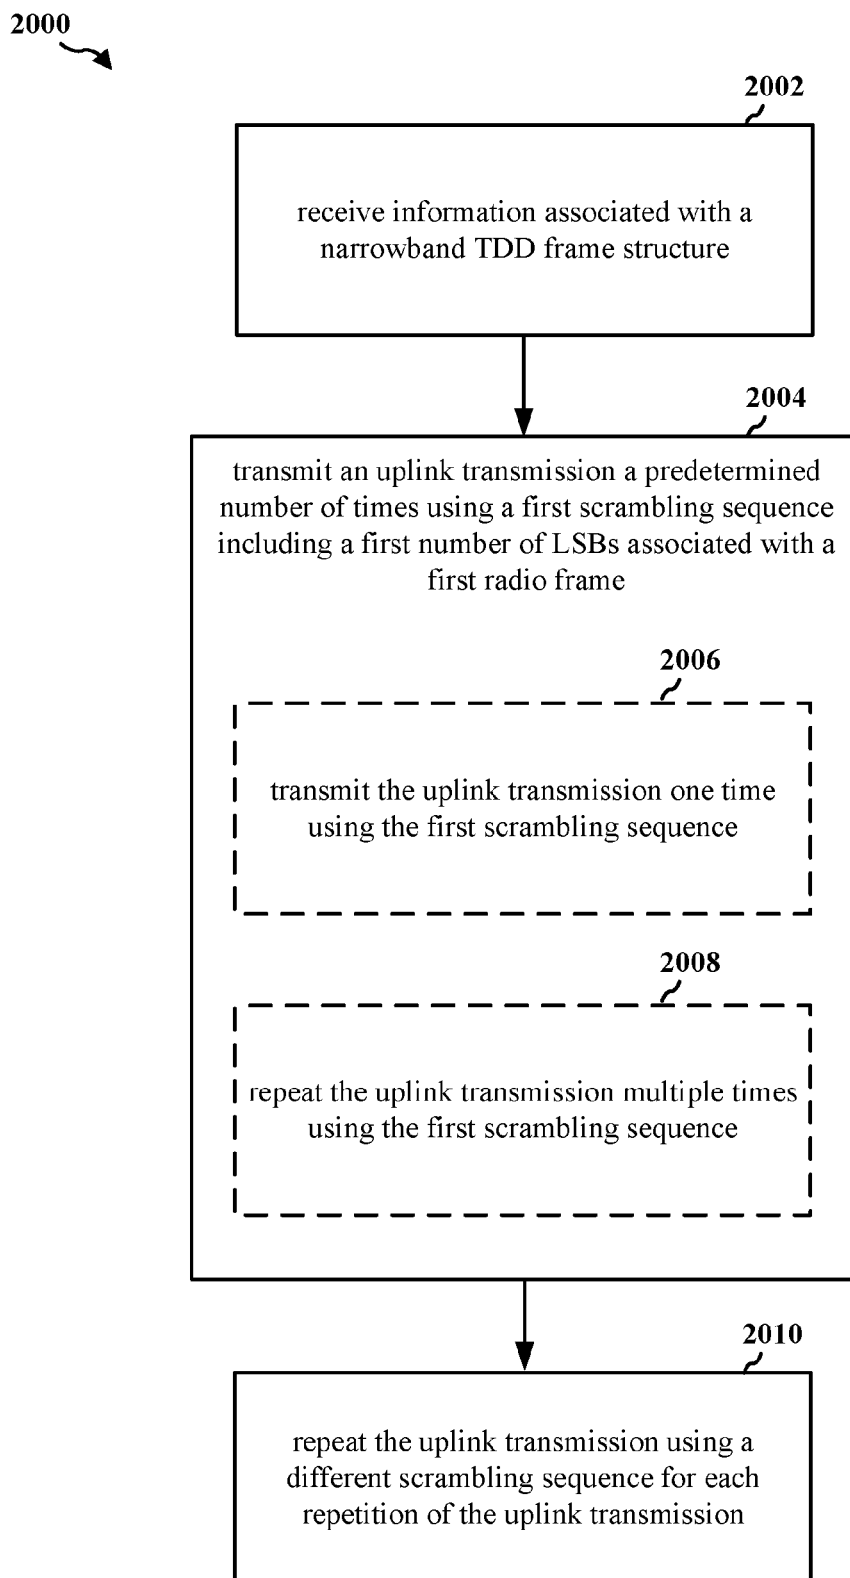 2000
2002
receive information associated with a
narrowband TDD frame structure
2004
transmit an uplink transmission a predetermined
number of times using a first scrambling sequence
including a first number of LSBs associated with a
first radio frame
2006
transmit the uplink transmission one time
using the first scrambling sequence
2008
repeat the uplink transmission multiple times
using the first scrambling sequence
2010
repeat the uplink transmission using a
different scrambling sequence for each
repetition of the uplink transmission